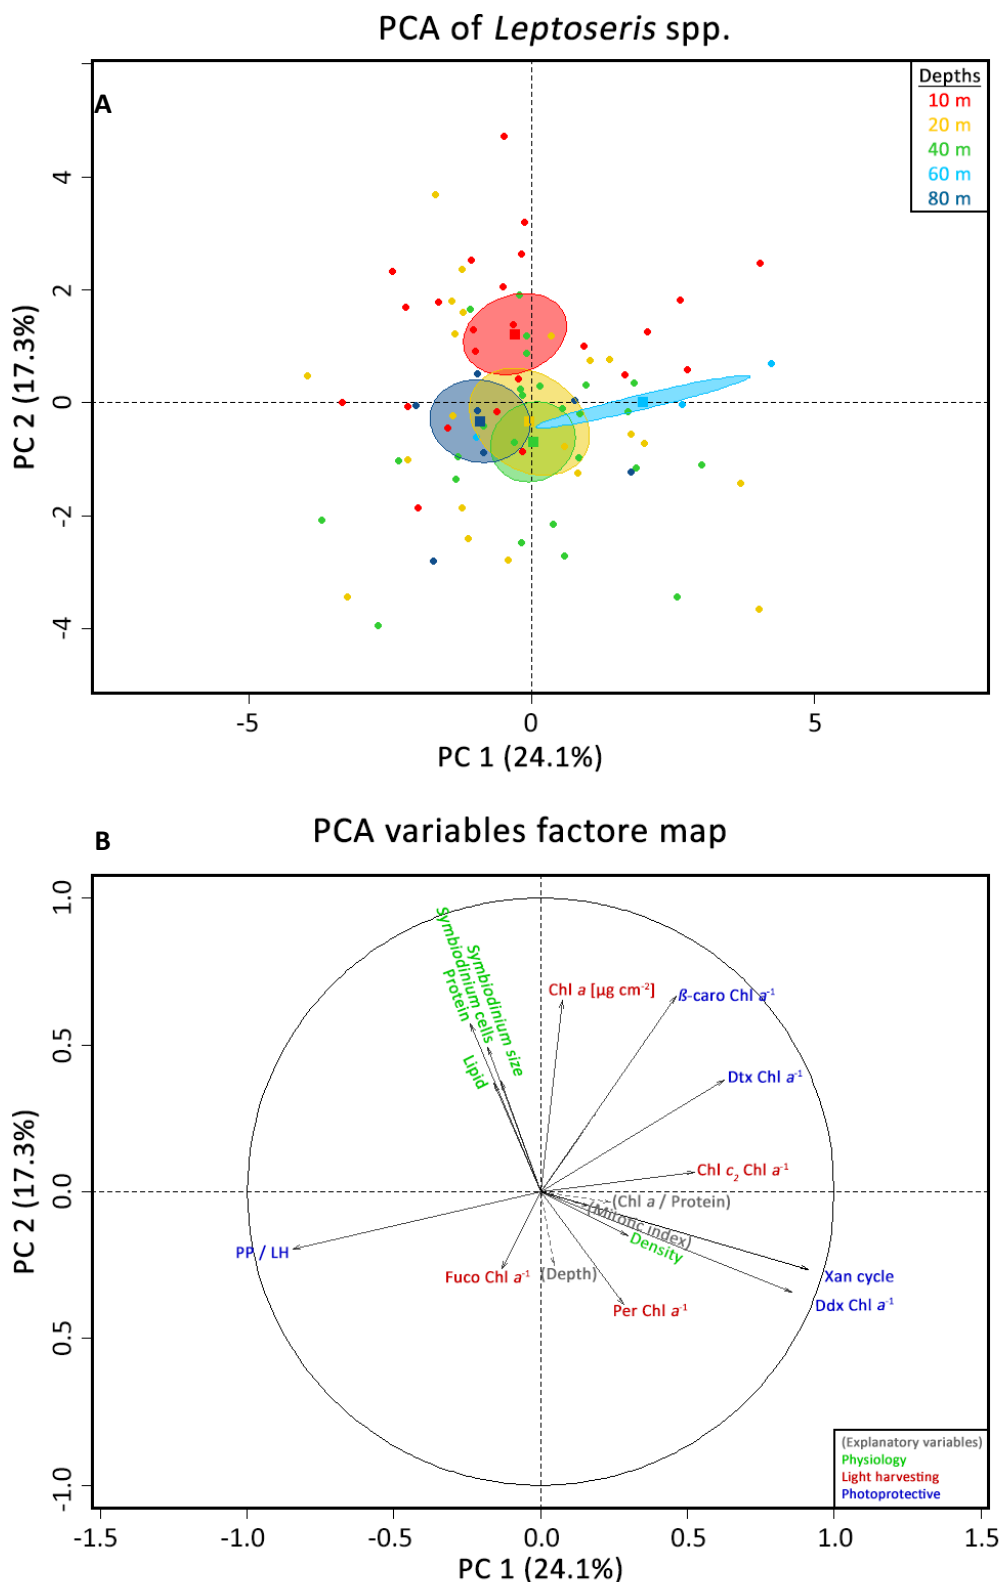 PCA of Leptoseris spp.
A
Depths
10 m
20 m
40 m
60 m
80 m
4
2
0
-2
-4
PC 2 (17.3%)
-5
0
5
PC 1 (24.1%)
B
PCA variables factore map
1.0
0.5
0.0
0.5
-1.0
PC 2 (17.3%)
Symbiodinium cells
Symbiodinium size
Protein
Lipid
Chl a [µg cm⁻²]
ß-caro Chl a⁻¹
Dtx Chl a⁻¹
Chl c₂ Chl a⁻¹
(Chl a / Protein)
(Mitotic index)
Density
PP / LH
Fuco Chl a⁻¹
(Depth)
Per Chl a⁻¹
Xan cycle
Ddx Chl a⁻¹
(Explanatory variables)
Physiology
Light harvesting
Photoprotective
-1.5
-1.0
-0.5
0.0
0.5
1.0
1.5
PC 1 (24.1%)